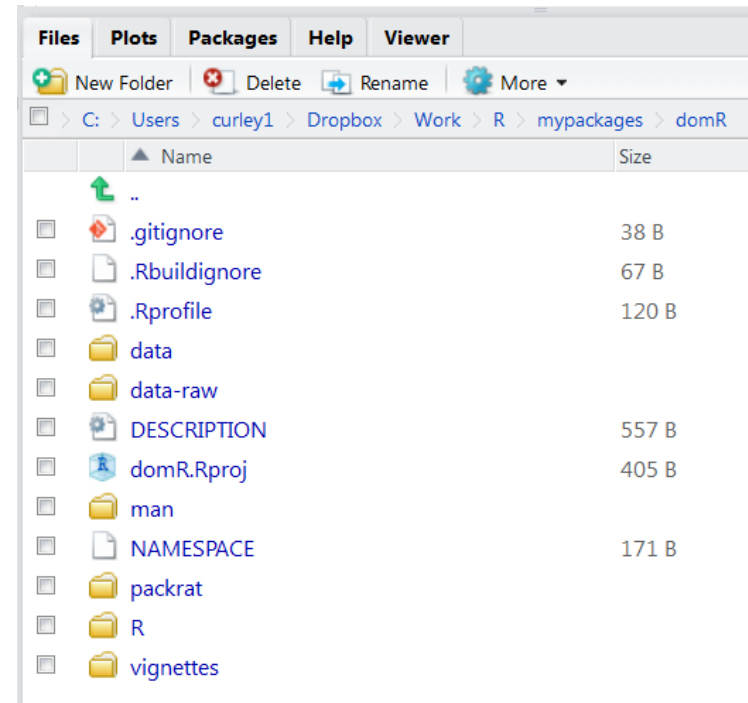 Files Plots Packages Help Viewer
New Folder Delete Rename More
C: > Users > curley1 > Dropbox > Work > R > mypackages > domR
Name Size
..
.gitignore 38 B
.Rbuildignore 67 B
.Rprofile 120 B
data
data-raw
DESCRIPTION 557 B
domR.Rproj 405 B
man
NAMESPACE 171 B
packrat
R
vignettes